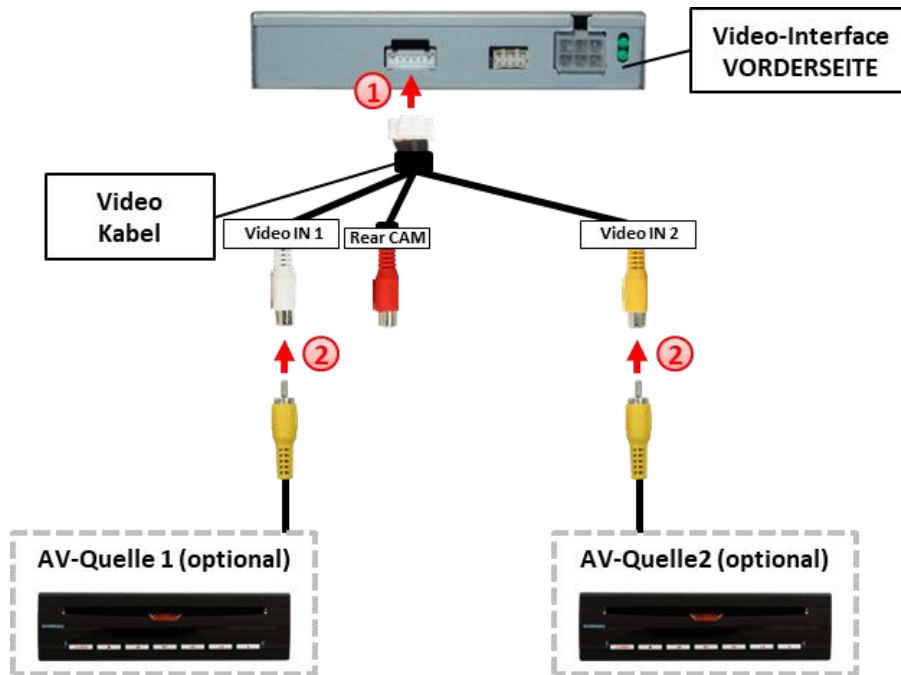 Video-Interface
VORDERSEITE
1
Video
Kabel
Video IN 1
Rear CAM
Video IN 2
2
2
AV-Quelle 1 (optional)
AV-Quelle2 (optional)